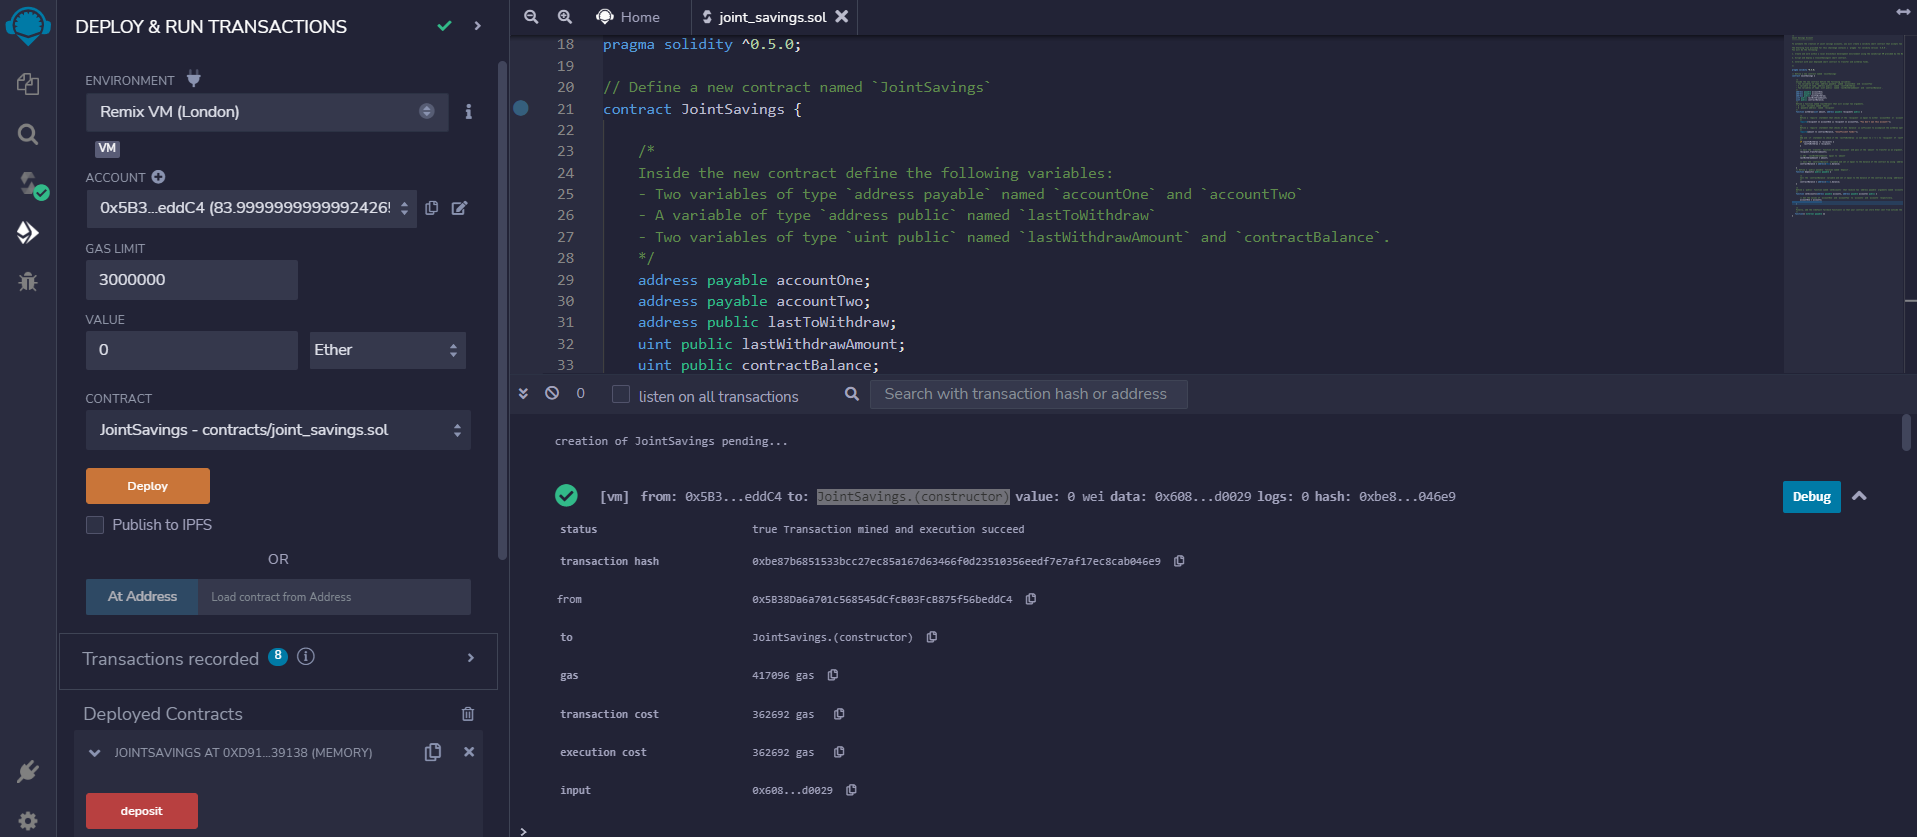 DEPLOY & RUN TRANSACTIONS
ENVIRONMENT
Remix VM (London)
VM
ACCOUNT
0x5B3...eddC4 (83.9999999999992426!
GAS LIMIT
3000000
VALUE
0
Ether
CONTRACT
JointSavings - contracts/joint_savings.sol
Deploy
Publish to IPFS
OR
At Address
Load contract from Address
Transactions recorded 8
Deployed Contracts
JOINTSAVINGS AT 0XD91...39138 (MEMORY)
deposit
Home
joint_savings.sol
18 pragma solidity ^0.5.0;
19
20 // Define a new contract named `JointSavings`
21 contract JointSavings {
22
23 /*
24 Inside the new contract define the following variables:
25 - Two variables of type `address payable` named `accountOne` and `accountTwo`
26 - A variable of type `address public` named `lastToWithdraw`
27 - Two variables of type `uint public` named `lastWithdrawAmount` and `contractBalance`.
28 */
29 address payable accountOne;
30 address payable accountTwo;
31 address public lastToWithdraw;
32 uint public lastWithdrawAmount;
33 uint public contractBalance;
0
listen on all transactions
Search with transaction hash or address
creation of JointSavings pending...
[vm] from: 0x5B3...eddC4 to: JointSavings.(constructor) value: 0 wei data: 0x608...d0029 logs: 0 hash: 0xbe8...046e9
Debug
status true Transaction mined and execution succeed
transaction hash 0xbe87b6851533bcc27ec85a167d63466f0d23510356eedf7e7af17ec8cab046e9
from 0x5B38Da6a701c568545dCfcB03FcB875f56beddC4
to JointSavings.(constructor)
gas 417096 gas
transaction cost 362692 gas
execution cost 362692 gas
input 0x608...d0029
>